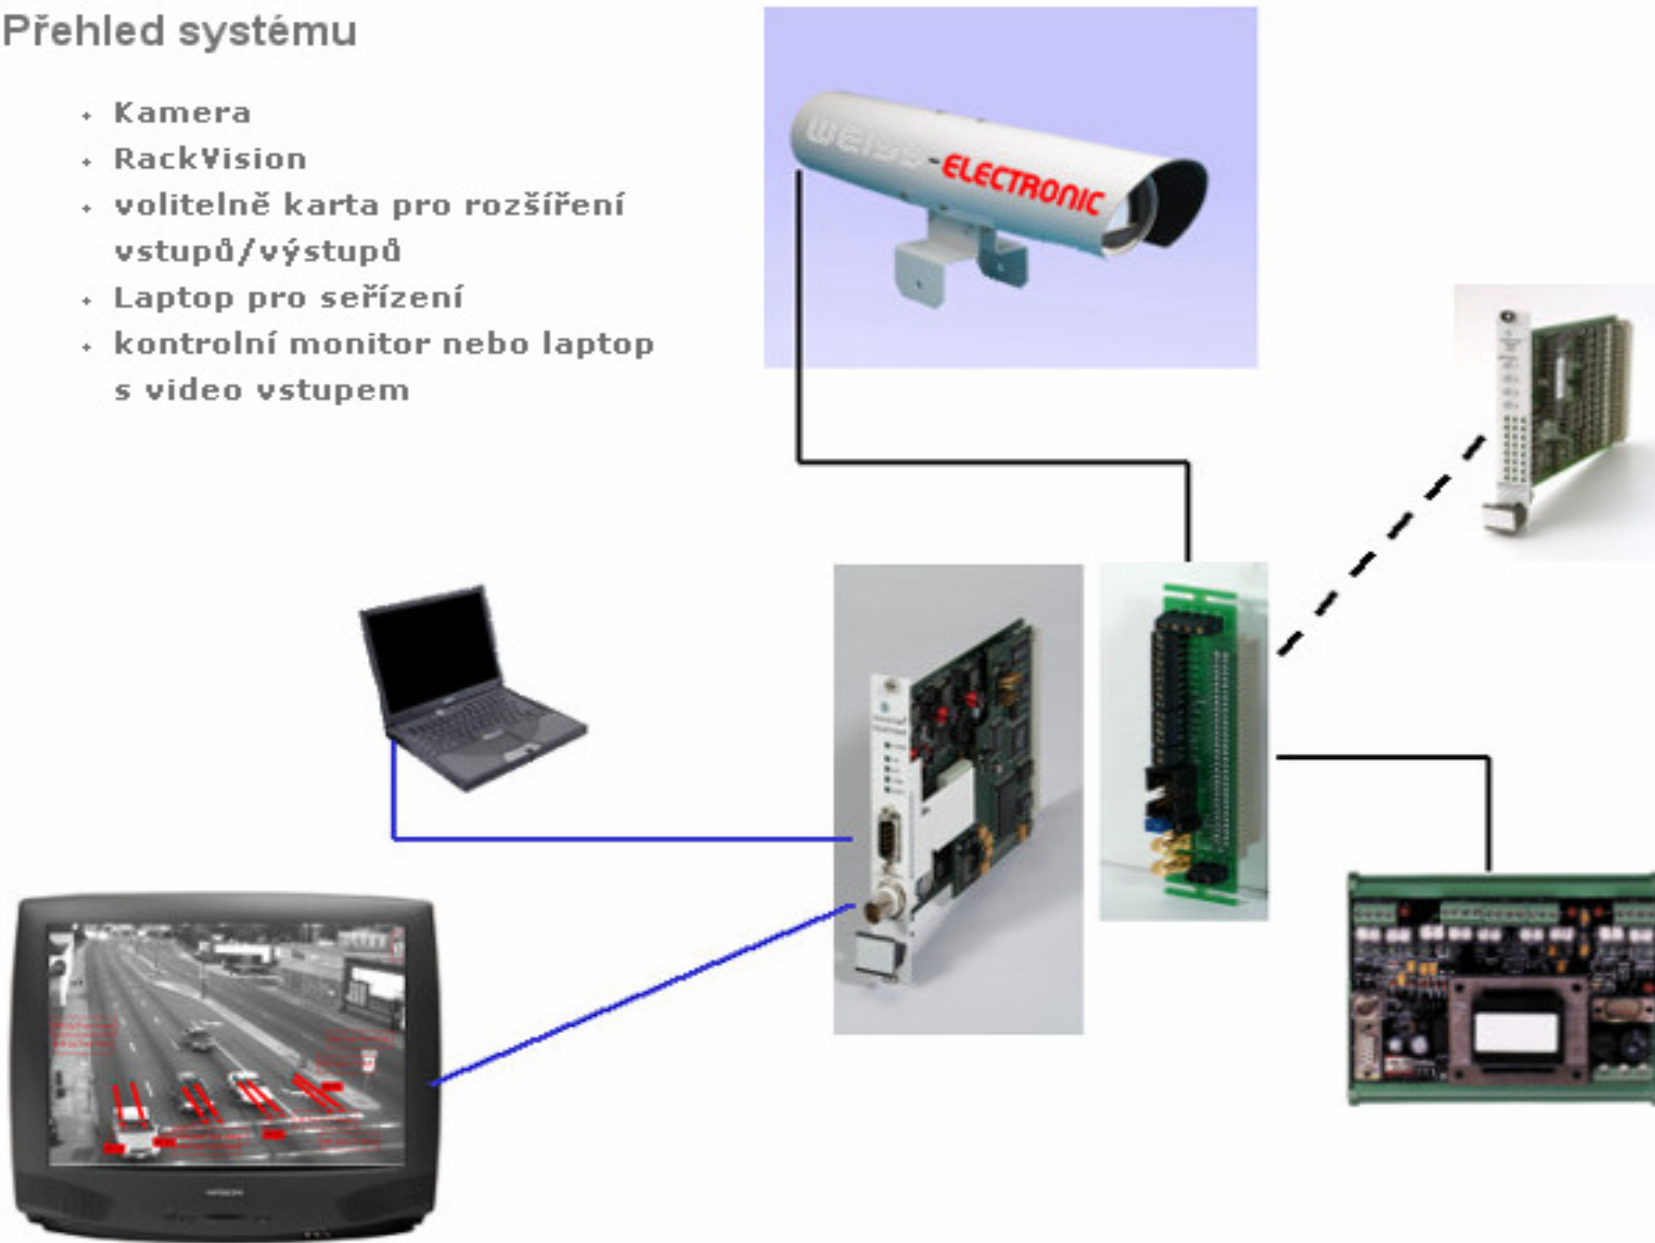 Přehled systému
Kamera
RackVision
volitelně karta pro rozšíření
vstupů/výstupů
Laptop pro seřízení
kontrolní monitor nebo laptop
s video vstupem
WEISS-ELECTRONIC